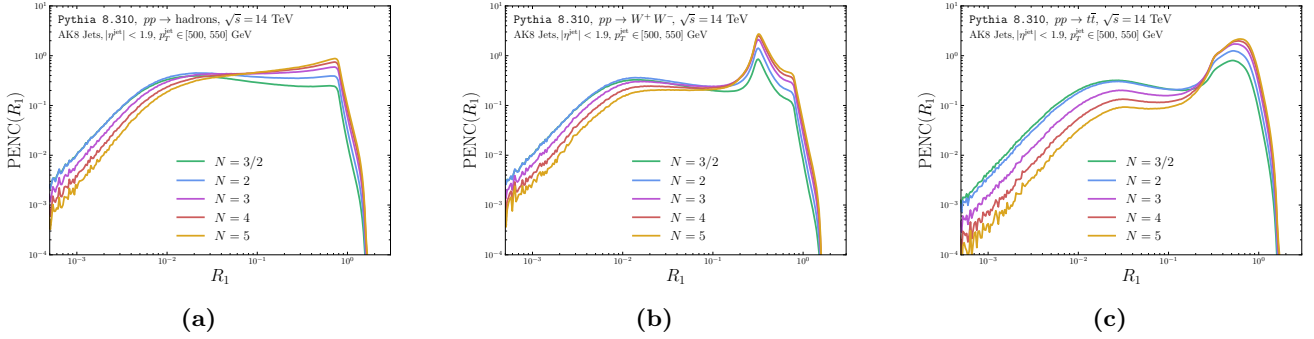 Pythia 8.310, pp → hadrons, √s = 14 TeV
AK8 Jets, |η^jet| < 1.9, p_T^jet ∈ [500, 550] GeV
10^1
10^0
10^−1
10^−2
10^−3
10^−4
PENC(R_1)
N = 3/2
N = 2
N = 3
N = 4
N = 5
10^−3
10^−2
10^−1
10^0
R_1
(a)
Pythia 8.310, pp → W^+ W^−, √s = 14 TeV
AK8 Jets, |η^jet| < 1.9, p_T^jet ∈ [500, 550] GeV
10^1
10^0
10^−1
10^−2
10^−3
10^−4
PENC(R_1)
N = 3/2
N = 2
N = 3
N = 4
N = 5
10^−3
10^−2
10^−1
10^0
R_1
(b)
Pythia 8.310, pp → tt̄, √s = 14 TeV
AK8 Jets, |η^jet| < 1.9, p_T^jet ∈ [500, 550] GeV
10^1
10^0
10^−1
10^−2
10^−3
10^−4
PENC(R_1)
N = 3/2
N = 2
N = 3
N = 4
N = 5
10^−3
10^−2
10^−1
10^0
R_1
(c)